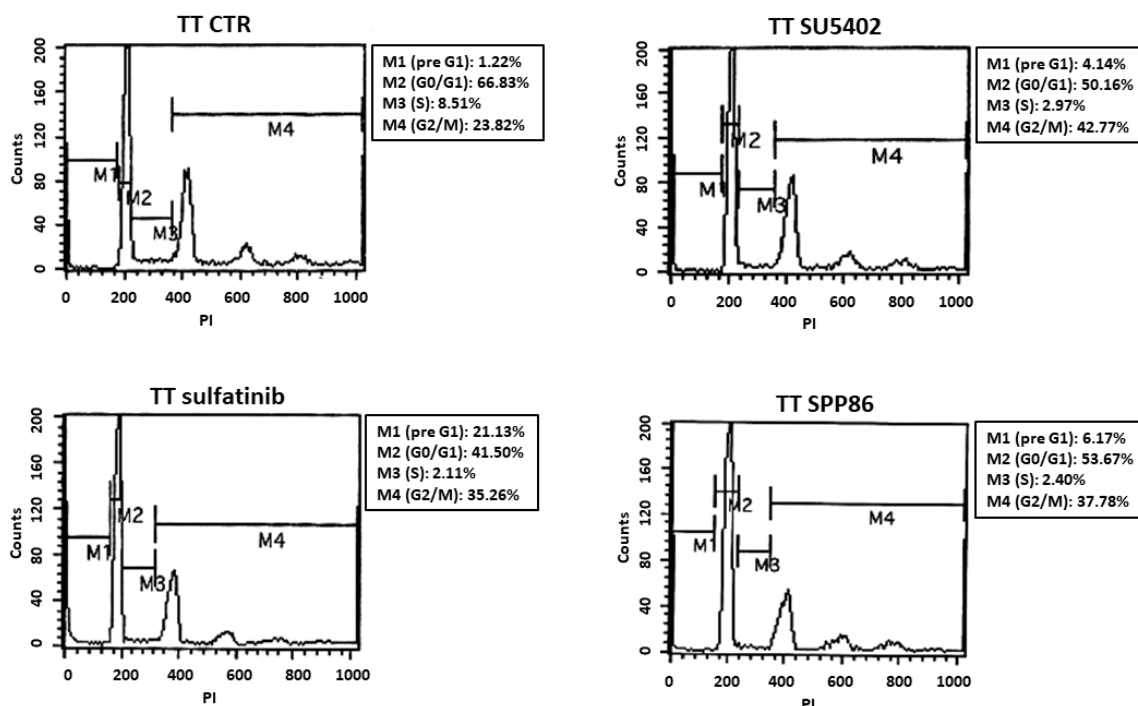 TT CTR
200
160
120
80
40
0
Counts
M1
M2
M3
M4
0 200 400 600 800 1000
PI
M1 (pre G1): 1.22%
M2 (G0/G1): 66.83%
M3 (S): 8.51%
M4 (G2/M): 23.82%
TT SU5402
200
160
120
80
40
0
Counts
M
M2
M3
M4
0 200 400 600 800 1000
PI
M1 (pre G1): 4.14%
M2 (G0/G1): 50.16%
M3 (S): 2.97%
M4 (G2/M): 42.77%
TT sulfatinib
200
160
120
80
40
0
Counts
M1
M2
M3
M4
0 200 400 600 800 1000
PI
M1 (pre G1): 21.13%
M2 (G0/G1): 41.50%
M3 (S): 2.11%
M4 (G2/M): 35.26%
TT SPP86
200
160
120
80
40
0
Counts
M1
M2
M3
M4
0 200 400 600 800 1000
PI
M1 (pre G1): 6.17%
M2 (G0/G1): 53.67%
M3 (S): 2.40%
M4 (G2/M): 37.78%